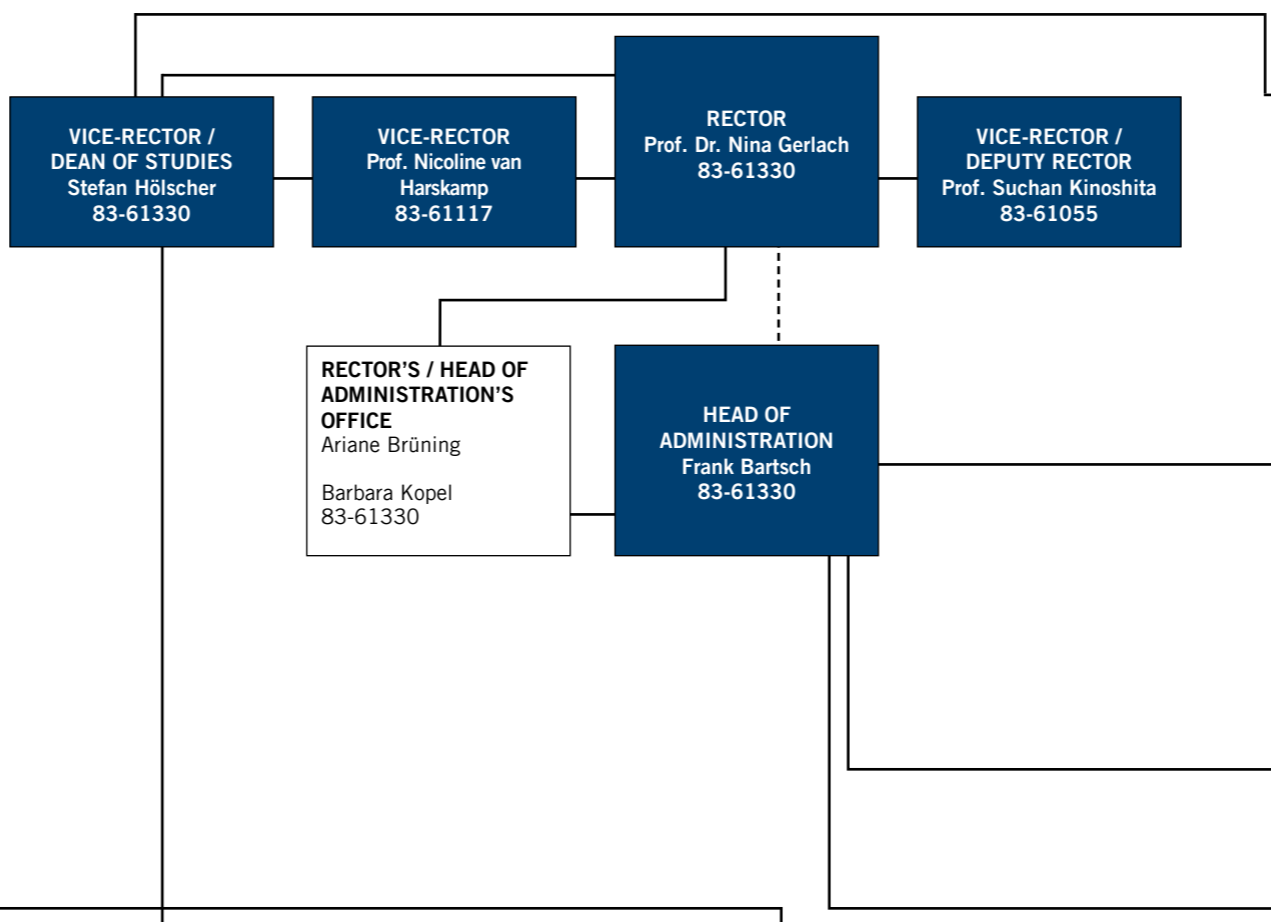 VICE-RECTOR /
DEAN OF STUDIES
Stefan Hölscher
83-61330
VICE-RECTOR
Prof. Nicoline van
Harskamp
83-61117
RECTOR
Prof. Dr. Nina Gerlach
83-61330
VICE-RECTOR /
DEPUTY RECTOR
Prof. Suchan Kinoshita
83-61055
RECTOR'S / HEAD OF
ADMINISTRATION’S
OFFICE
Ariane Brüning
Barbara Kopel
83-61330
HEAD OF
ADMINISTRATION
Frank Bartsch
83-61330